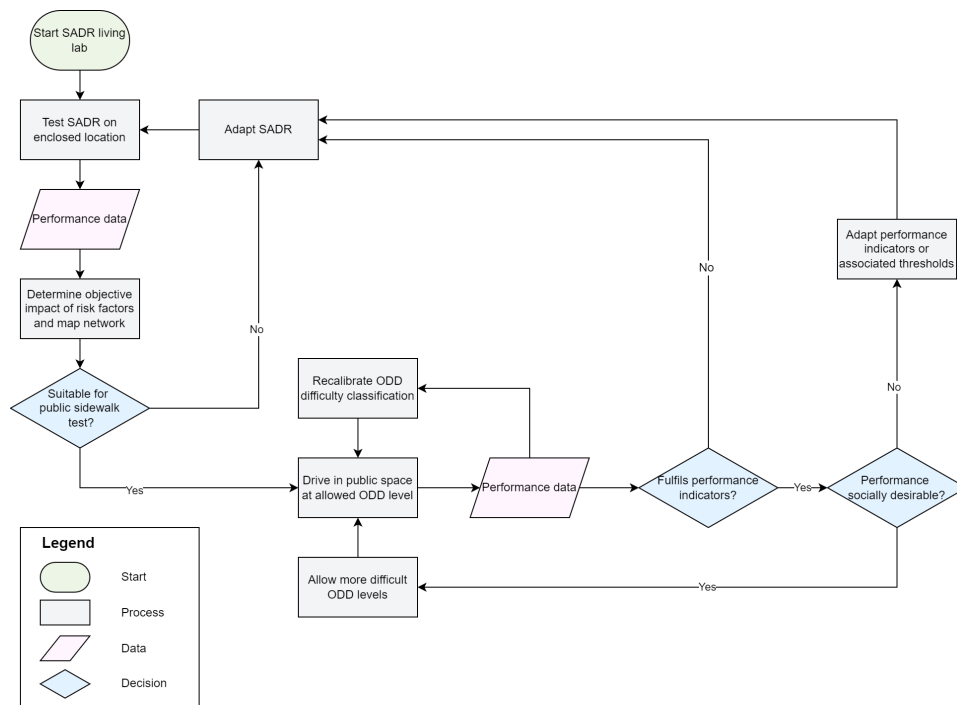 Start SADR living
lab
Test SADR on
enclosed location
Adapt SADR
Performance data
Adapt performance
indicators or
associated thresholds
Determine objective
impact of risk factors
and map network
No
No
Recalibrate ODD
difficulty classification
No
Suitable for
public sidewalk
test?
Yes
Drive in public space
at allowed ODD level
Performance data
Fulfils performance
indicators?
Yes
Performance
socially desirable?
Legend
Start
Process
Data
Decision
Allow more difficult
ODD levels
Yes